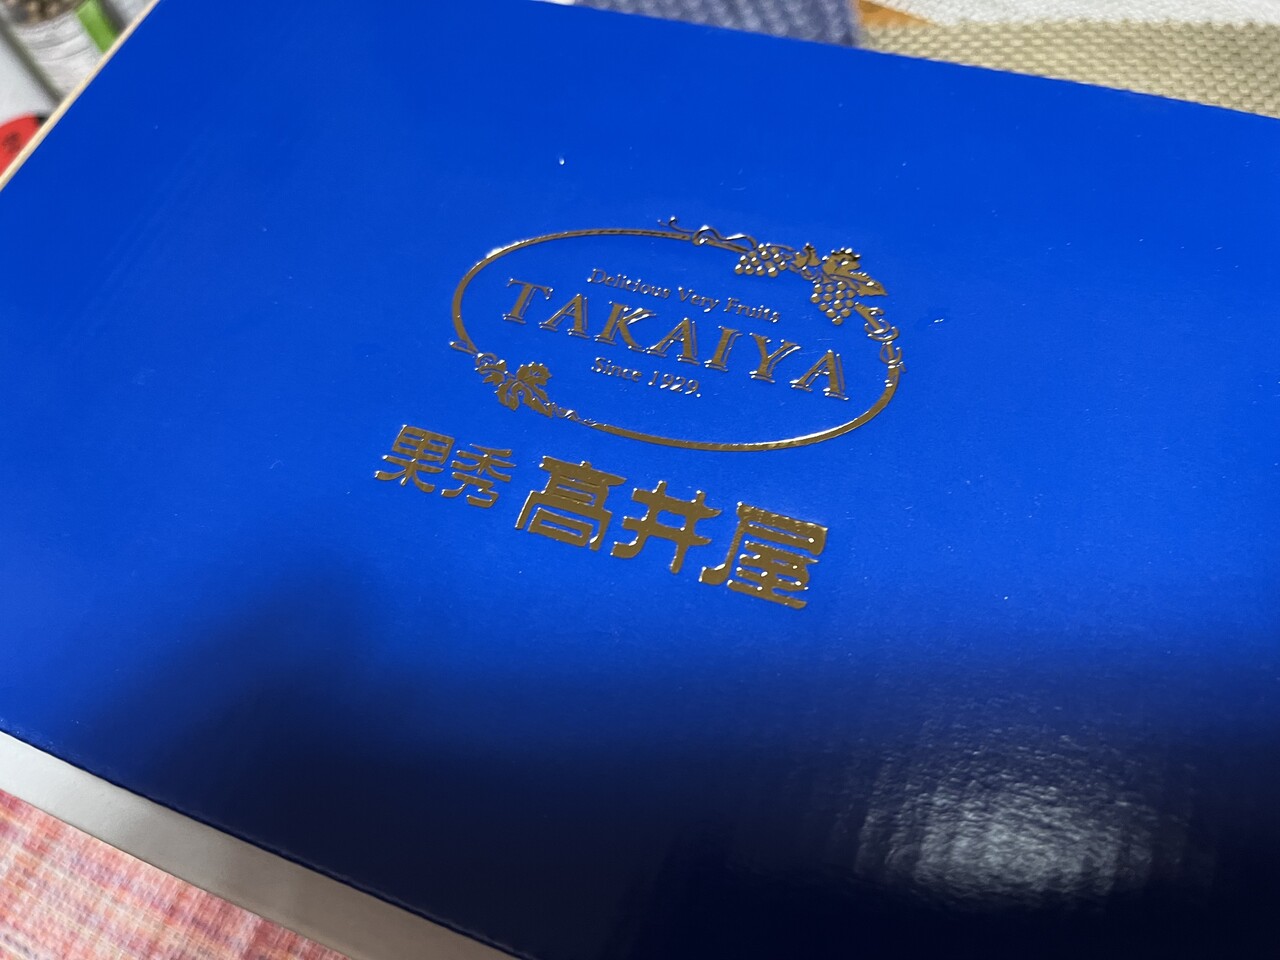 Delicious Very Fruits
TAKAIYA
Since 1929.
果秀 髙井屋